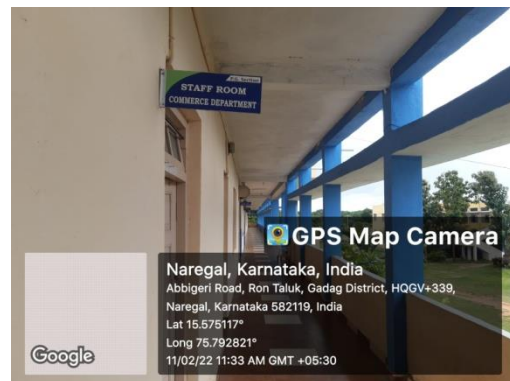 STAFF ROOM
COMMERCE DEPARTMENT
GPS Map Camera
Naregal, Karnataka, India
Abbigeri Road, Ron Taluk, Gadag District, HQGV+339,
Naregal, Karnataka 582119, India
Lat 15.575117°
Long 75.792821°
11/02/22 11:33 AM GMT +05:30
Google